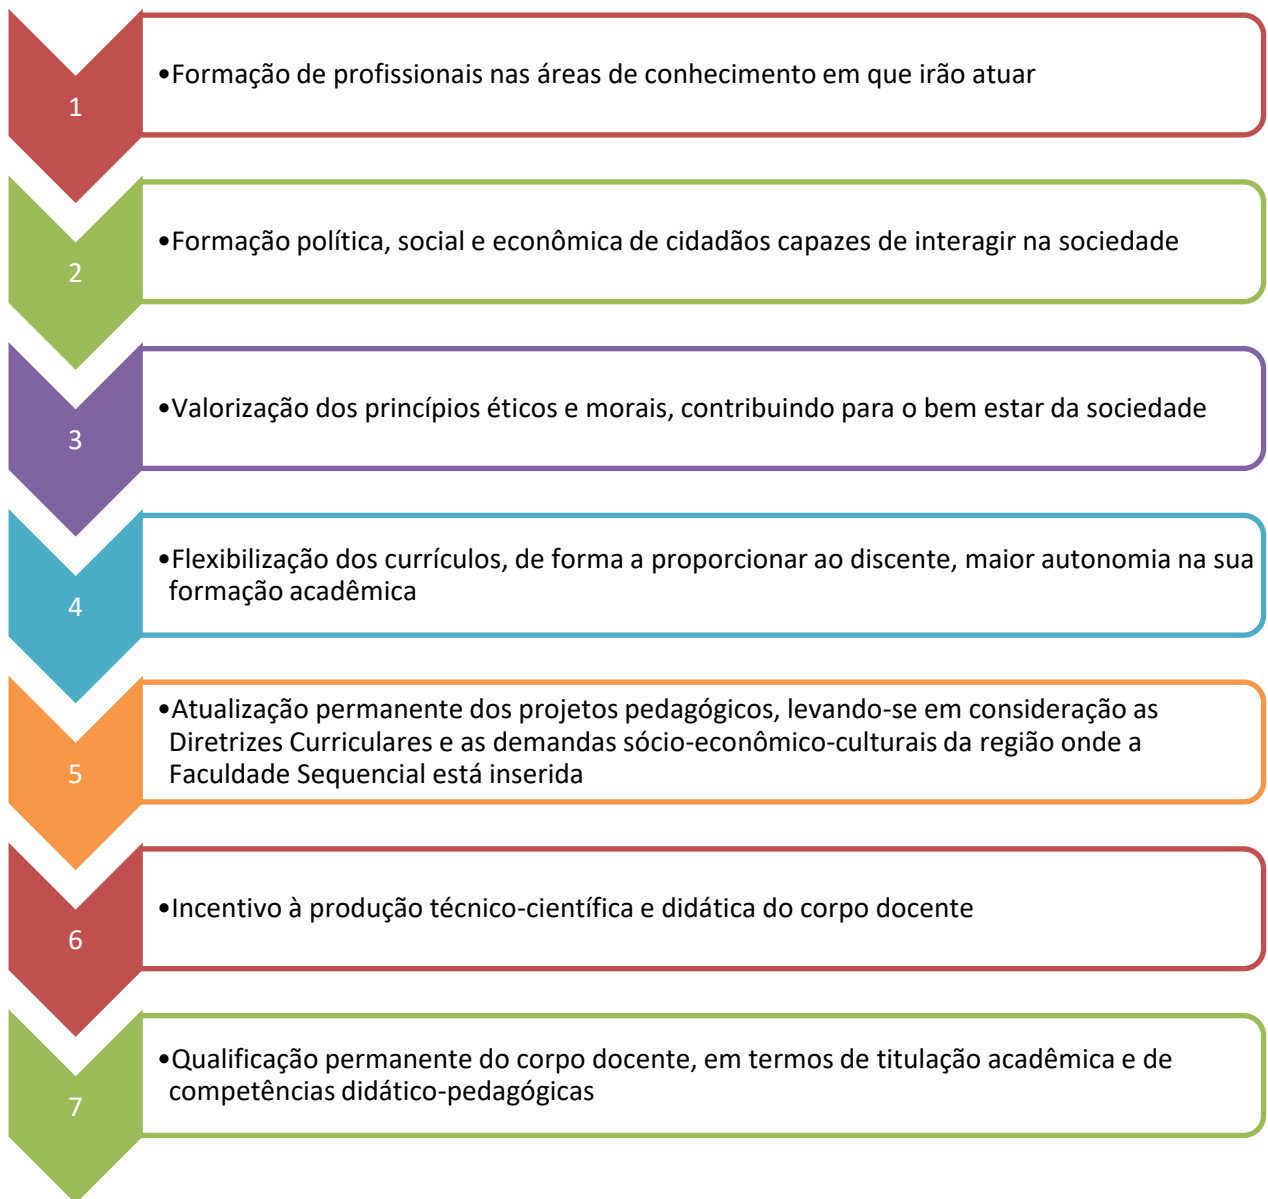 1
•Formação de profissionais nas áreas de conhecimento em que irão atuar
2
•Formação política, social e econômica de cidadãos capazes de interagir na sociedade
3
•Valorização dos princípios éticos e morais, contribuindo para o bem estar da sociedade
4
•Flexibilização dos currículos, de forma a proporcionar ao discente, maior autonomia na sua
formação acadêmica
5
•Atualização permanente dos projetos pedagógicos, levando-se em consideração as
Diretrizes Curriculares e as demandas sócio-econômico-culturais da região onde a
Faculdade Sequencial está inserida
6
•Incentivo à produção técnico-científica e didática do corpo docente
7
•Qualificação permanente do corpo docente, em termos de titulação acadêmica e de
competências didático-pedagógicas